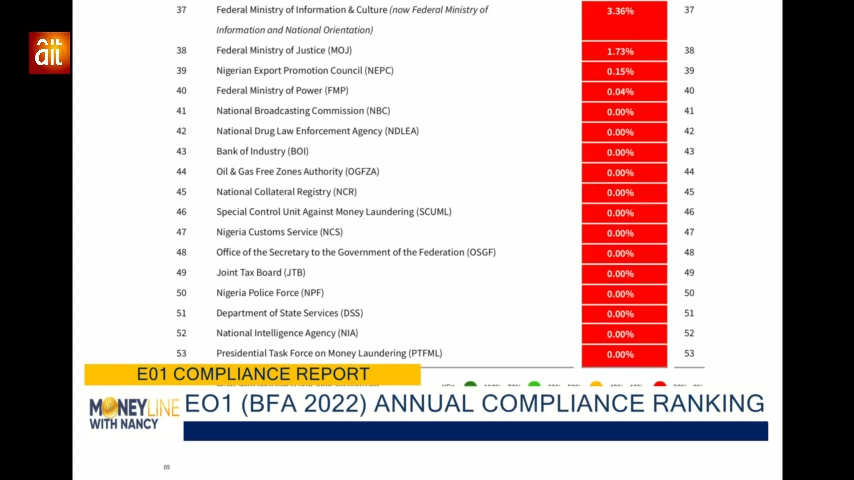 37 Federal Ministry of Information & Culture (now Federal Ministry of 3.36% 37
Information and National Orientation)
38 Federal Ministry of Justice (MOJ) 1.73% 38
39 Nigerian Export Promotion Council (NEPC) 0.15% 39
40 Federal Ministry of Power (FMP) 0.04% 40
41 National Broadcasting Commission (NBC) 0.00% 41
42 National Drug Law Enforcement Agency (NDLEA) 0.00% 42
43 Bank of Industry (BOI) 0.00% 43
44 Oil & Gas Free Zones Authority (OGFZA) 0.00% 44
45 National Collateral Registry (NCR) 0.00% 45
46 Special Control Unit Against Money Laundering (SCUML) 0.00% 46
47 Nigeria Customs Service (NCS) 0.00% 47
48 Office of the Secretary to the Government of the Federation (OSGF) 0.00% 48
49 Joint Tax Board (JTB) 0.00% 49
50 Nigeria Police Force (NPF) 0.00% 50
51 Department of State Services (DSS) 0.00% 51
52 National Intelligence Agency (NIA) 0.00% 52
53 Presidential Task Force on Money Laundering (PTFML) 0.00% 53
E01 COMPLIANCE REPORT
EO1 (BFA 2022) ANNUAL COMPLIANCE RANKING
MONEYLINE
WITH NANCY
05
âit